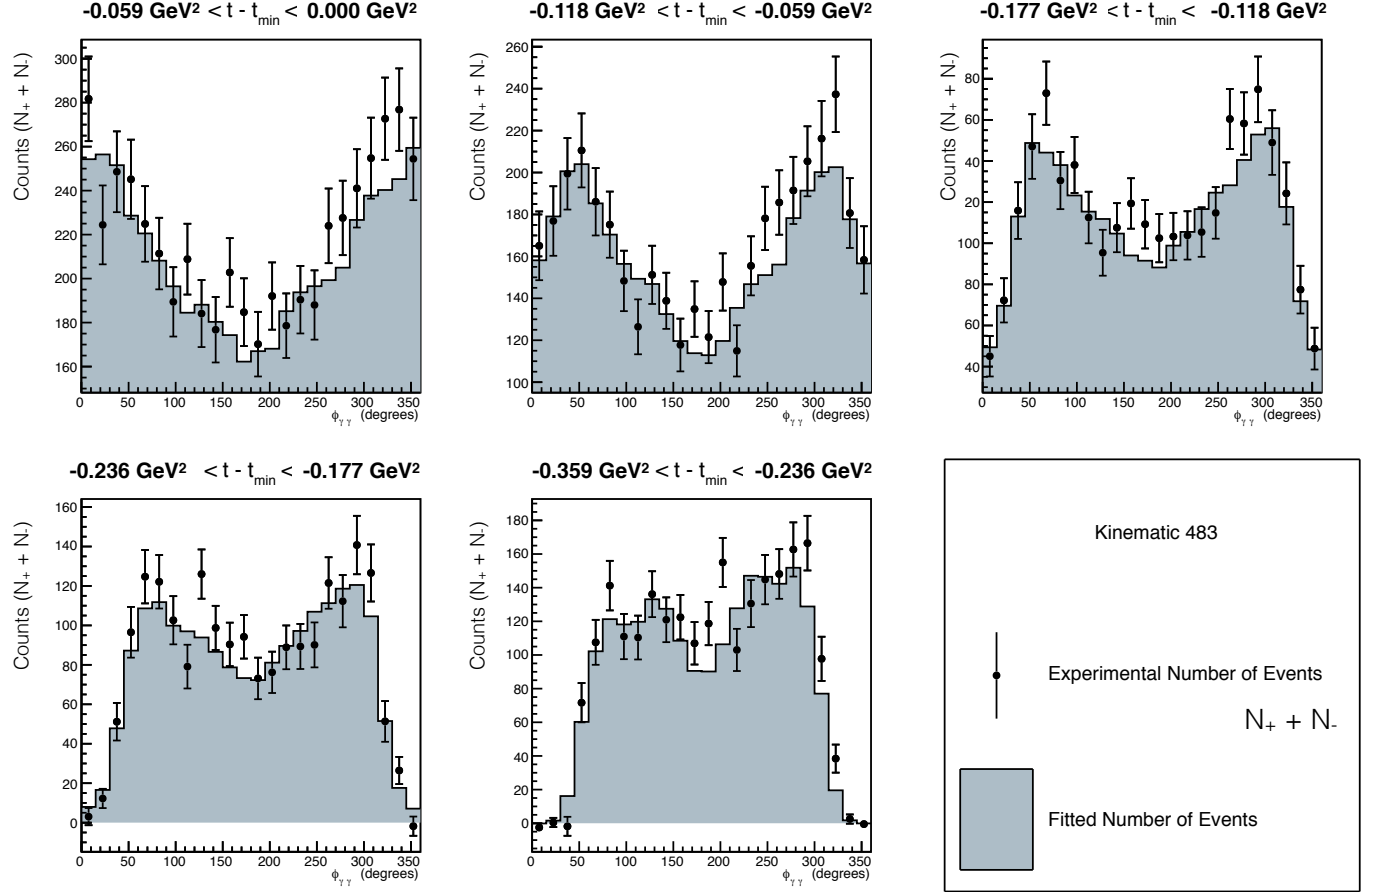 -0.059 GeV² < t - tmin < 0.000 GeV²
-0.118 GeV² < t - tmin < -0.059 GeV²
-0.177 GeV² < t - tmin < -0.118 GeV²
Counts (N+ + N-)
300
280
260
240
220
200
180
160
0 50 100 150 200 250 300 350
ϕγγ (degrees)
Counts (N+ + N-)
260
240
220
200
180
160
140
120
100
0 50 100 150 200 250 300 350
ϕγγ (degrees)
Counts (N+ + N-)
80
60
40
20
100
80
60
40
0 50 100 150 200 250 300 350
ϕγγ (degrees)
-0.236 GeV² < t - tmin < -0.177 GeV²
-0.359 GeV² < t - tmin < -0.236 GeV²
Counts (N+ + N-)
160
140
120
100
80
60
40
20
0
0 50 100 150 200 250 300 350
ϕγγ (degrees)
Counts (N+ + N-)
180
160
140
120
100
80
60
40
20
0
0 50 100 150 200 250 300 350
ϕγγ (degrees)
Kinematic 483
Experimental Number of Events
N+ + N-
Fitted Number of Events